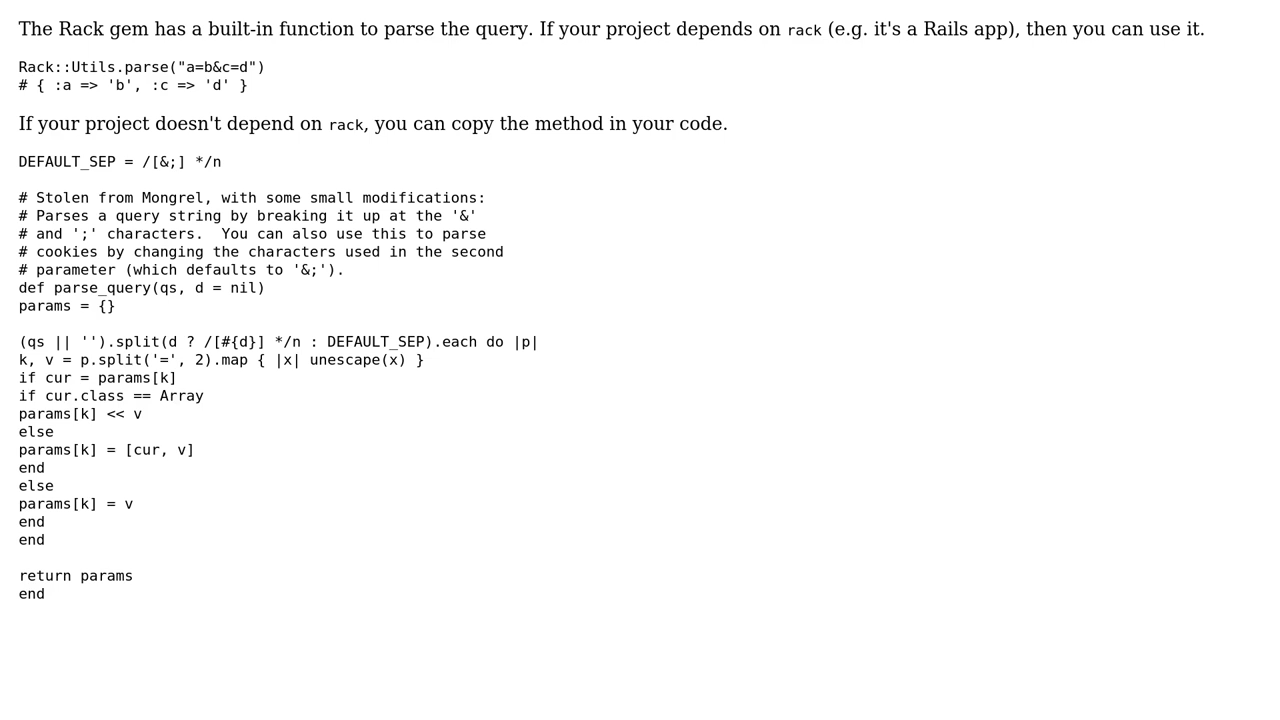 The Rack gem has a built-in function to parse the query. If your project depends on rack (e.g. it's a Rails app), then you can use it.
Rack::Utils.parse("a=b&c=d")
# { :a => 'b', :c => 'd' }
If your project doesn't depend on rack, you can copy the method in your code.
DEFAULT_SEP = /[&;] */n
# Stolen from Mongrel, with some small modifications:
# Parses a query string by breaking it up at the '&'
# and ';' characters.  You can also use this to parse
# cookies by changing the characters used in the second
# parameter (which defaults to '&;').
def parse_query(qs, d = nil)
params = {}
(qs || '').split(d ? /[#{d}] */n : DEFAULT_SEP).each do |p|
k, v = p.split('=', 2).map { |x| unescape(x) }
if cur = params[k]
if cur.class == Array
params[k] << v
else
params[k] = [cur, v]
end
else
params[k] = v
end
end
return params
end